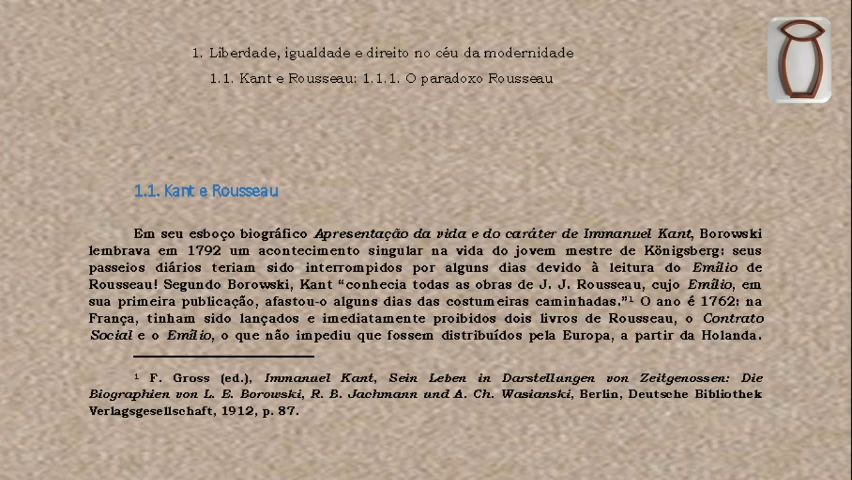 1. Liberdade, igualdade e direito no céu da modernidade
1.1. Kant e Rousseau: 1.1.1. O paradoxo Rousseau
1.1. Kant e Rousseau
Em seu esboço biográfico Apresentação da vida e do caráter de Immanuel Kant, Borowski
lembrava em 1792 um acontecimento singular na vida do jovem mestre de Königsberg: seus
passeios diários teriam sido interrompidos por alguns dias devido à leitura do Emílio de
Rousseau! Segundo Borowski, Kant “conhecia todas as obras de J. J. Rousseau, cujo Emílio, em
sua primeira publicação, afastou-o alguns dias das costumeiras caminhadas.”¹ O ano é 1762: na
França, tinham sido lançados e imediatamente proibidos dois livros de Rousseau, o Contrato
Social e o Emílio, o que não impediu que fossem distribuídos pela Europa, a partir da Holanda.
¹ F. Gross (ed.), Immanuel Kant, Sein Leben in Darstellungen von Zeitgenossen: Die
Biographien von L. E. Borowski, R. B. Jachmann und A. Ch. Wasianski, Berlin, Deutsche Bibliothek
Verlagsgesellschaft, 1912, p. 87.